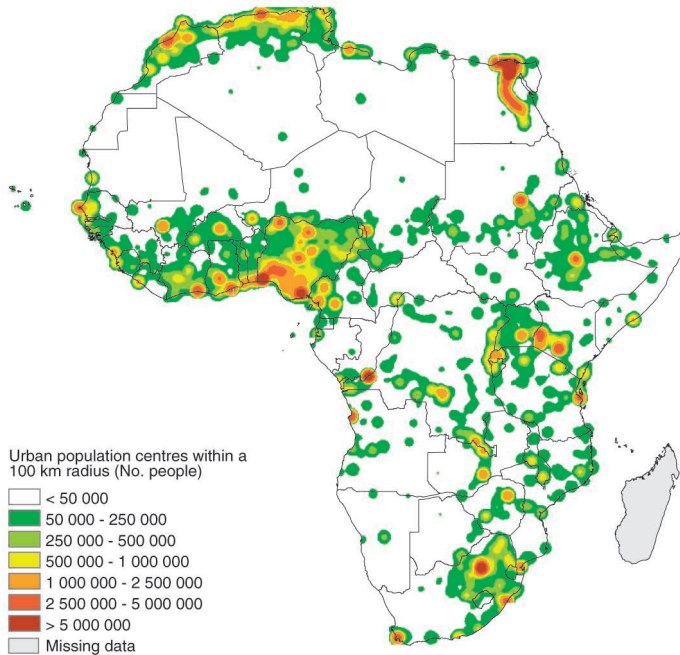 Urban population centres within a
100 km radius (No. people)
< 50 000
50 000 - 250 000
250 000 - 500 000
500 000 - 1 000 000
1 000 000 - 2 500 000
2 500 000 - 5 000 000
> 5 000 000
Missing data